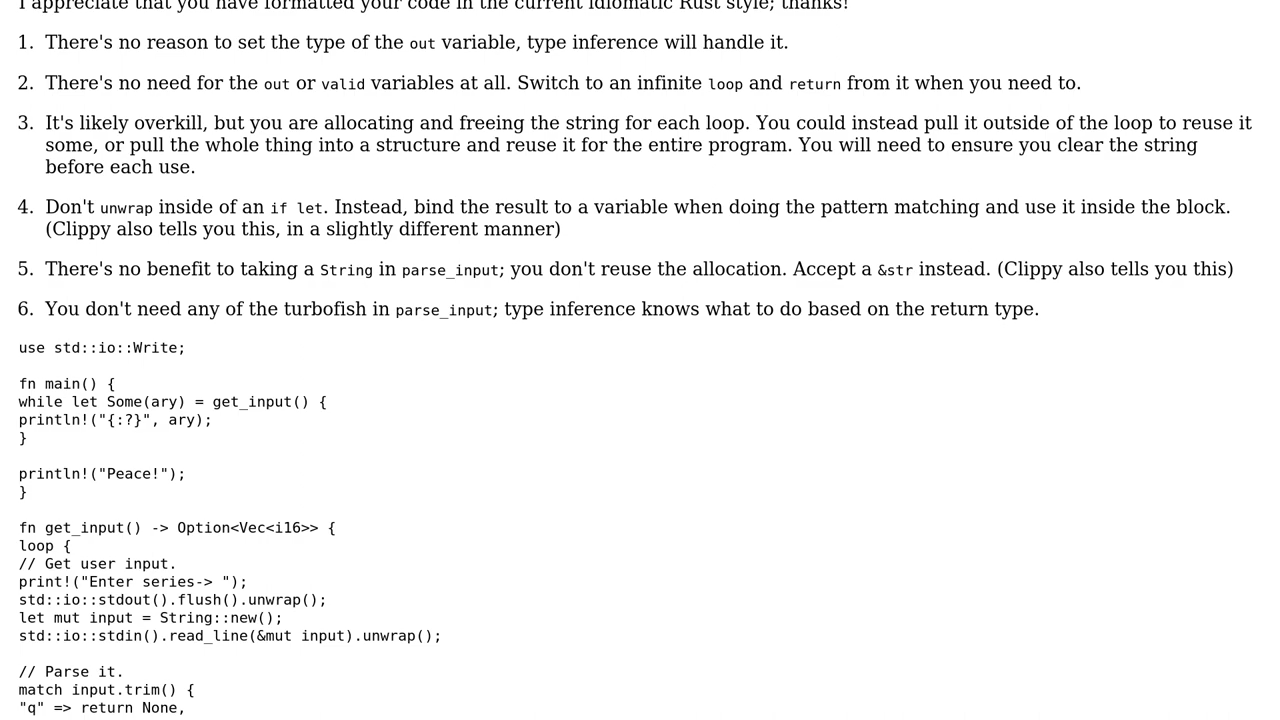 I appreciate that you have formatted your code in the current idiomatic Rust style; thanks!
1. There's no reason to set the type of the out variable, type inference will handle it.
2. There's no need for the out or valid variables at all. Switch to an infinite loop and return from it when you need to.
3. It's likely overkill, but you are allocating and freeing the string for each loop. You could instead pull it outside of the loop to reuse it
some, or pull the whole thing into a structure and reuse it for the entire program. You will need to ensure you clear the string
before each use.
4. Don't unwrap inside of an if let. Instead, bind the result to a variable when doing the pattern matching and use it inside the block.
(Clippy also tells you this, in a slightly different manner)
5. There's no benefit to taking a String in parse_input; you don't reuse the allocation. Accept a &str instead. (Clippy also tells you this)
6. You don't need any of the turbofish in parse_input; type inference knows what to do based on the return type.
use std::io::Write;
fn main() {
while let Some(ary) = get_input() {
println!("{:?}", ary);
}
println!("Peace!");
}
fn get_input() -> Option<Vec<i16>> {
loop {
// Get user input.
print!("Enter series-> ");
std::io::stdout().flush().unwrap();
let mut input = String::new();
std::io::stdin().read_line(&mut input).unwrap();
// Parse it.
match input.trim() {
"q" => return None,